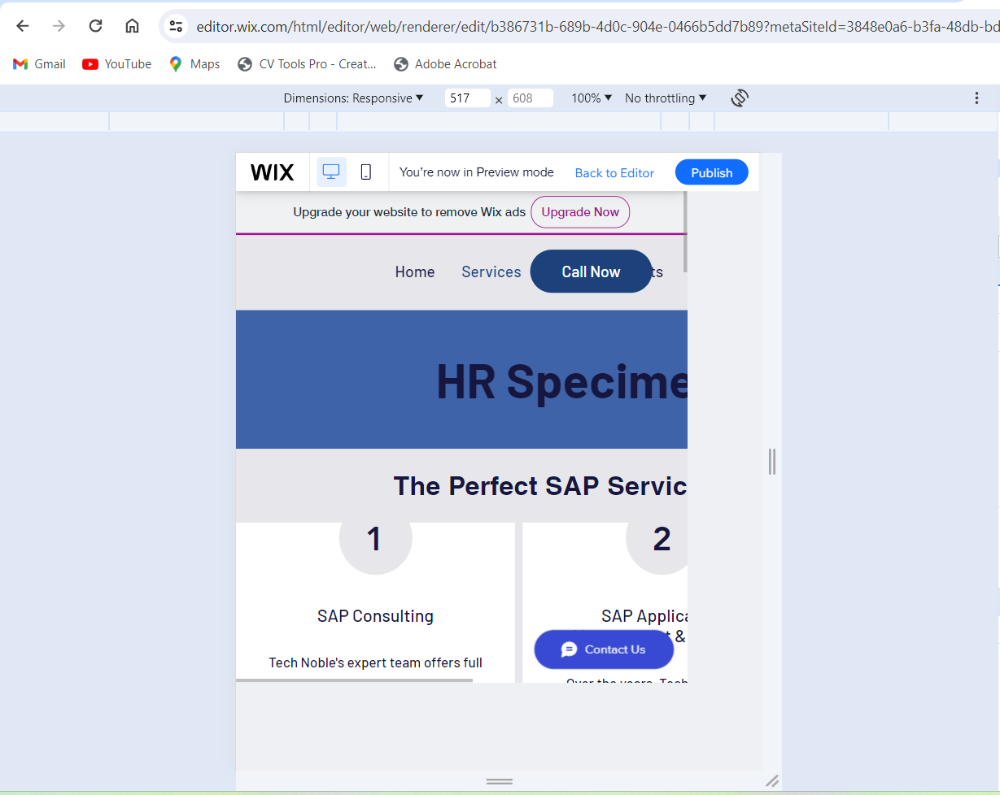 editor.wix.com/html/editor/web/renderer/edit/b386731b-689b-4d0c-904e-0466b5dd7b89?metaSiteId=3848e0a6-b3fa-48db-bd
Gmail YouTube Maps CV Tools Pro - Creat... Adobe Acrobat
Dimensions: Responsive ▼ 517 × 608 100% ▼ No throttling ▼
WIX You're now in Preview mode Back to Editor Publish
Upgrade your website to remove Wix ads Upgrade Now
Home Services Call Now ts
HR Specime
The Perfect SAP Servic
1 2
SAP Consulting SAP Applica
&
Contact Us
Tech Noble's expert team offers full
Over the years, Tech